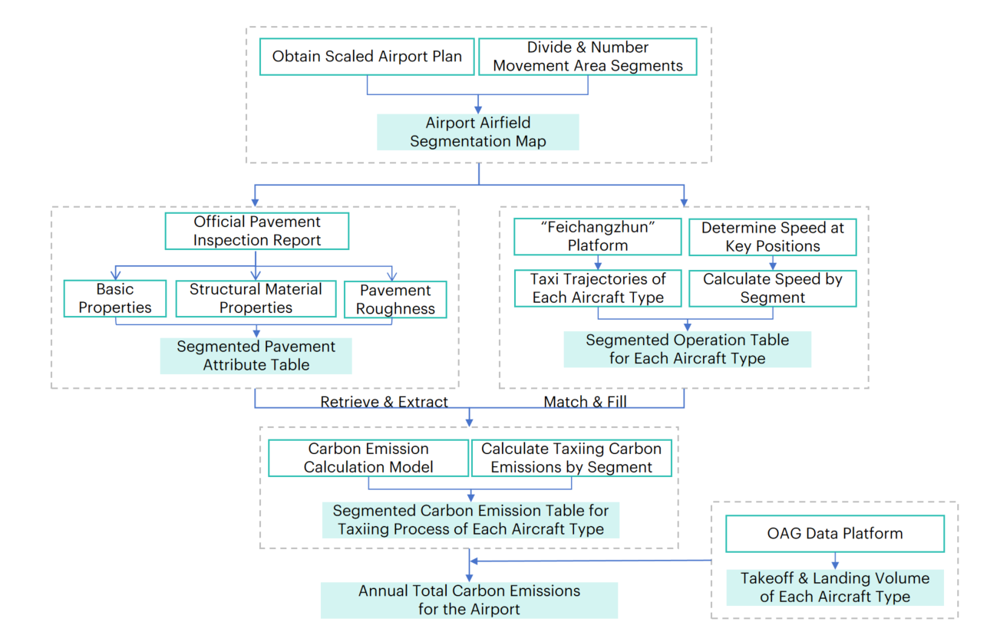 Obtain Scaled Airport Plan
Divide & Number
Movement Area Segments
Airport Airfield
Segmentation Map
Official Pavement
Inspection Report
Basic
Properties
Structural Material
Properties
Pavement
Roughness
Segmented Pavement
Attribute Table
“Feichangzhun”
Platform
Determine Speed at
Key Positions
Taxi Trajectories of
Each Aircraft Type
Calculate Speed by
Segment
Segmented Operation Table
for Each Aircraft Type
Retrieve & Extract
Match & Fill
Carbon Emission
Calculation Model
Calculate Taxiing Carbon
Emissions by Segment
Segmented Carbon Emission Table for
Taxiing Process of Each Aircraft Type
OAG Data Platform
Takeoff & Landing Volume
of Each Aircraft Type
Annual Total Carbon Emissions
for the Airport